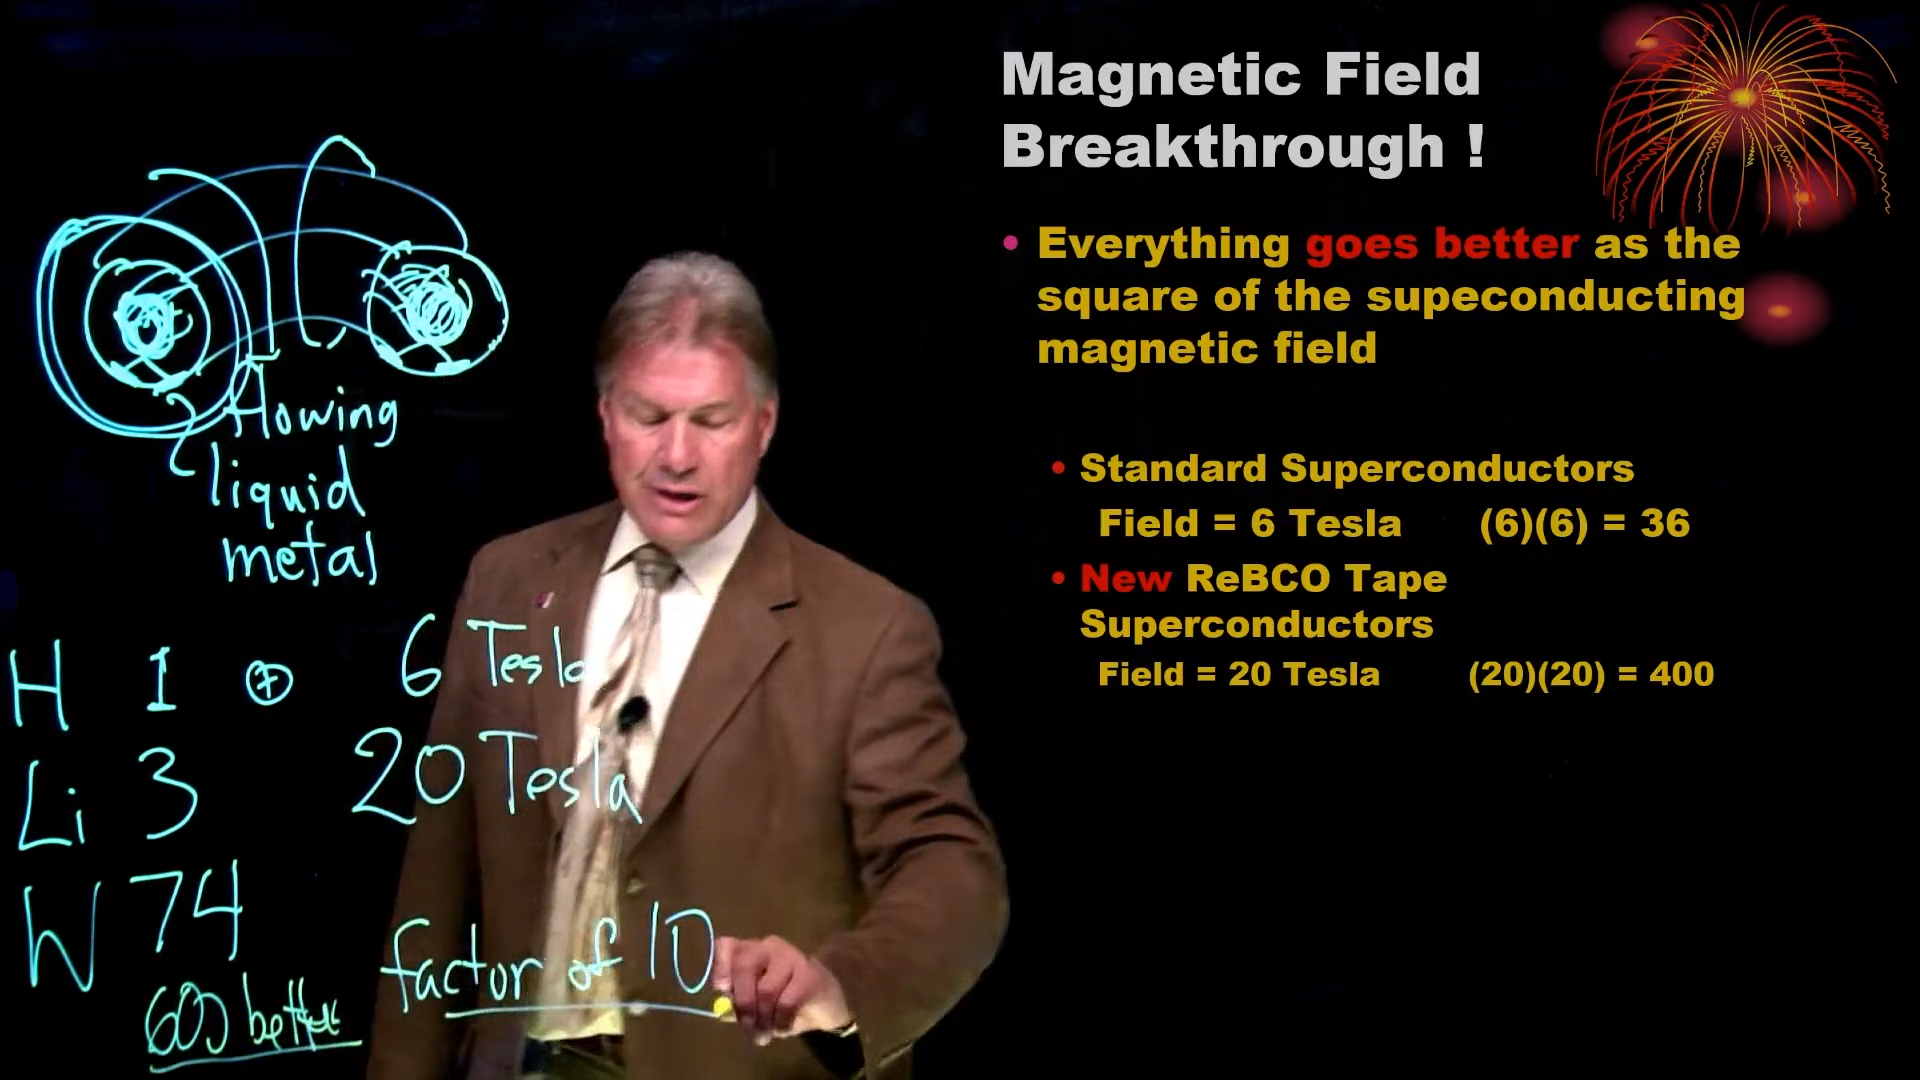 Magnetic Field
Breakthrough !
• Everything goes better as the
square of the supeconducting
magnetic field
• Standard Superconductors
Field = 6 Tesla (6)(6) = 36
• New ReBCO Tape
Superconductors
Field = 20 Tesla (20)(20) = 400
flowing
liquid
metal
H 1 6 Tesla
Li 3 20 Tesla
W 74
factor of 10
600 better